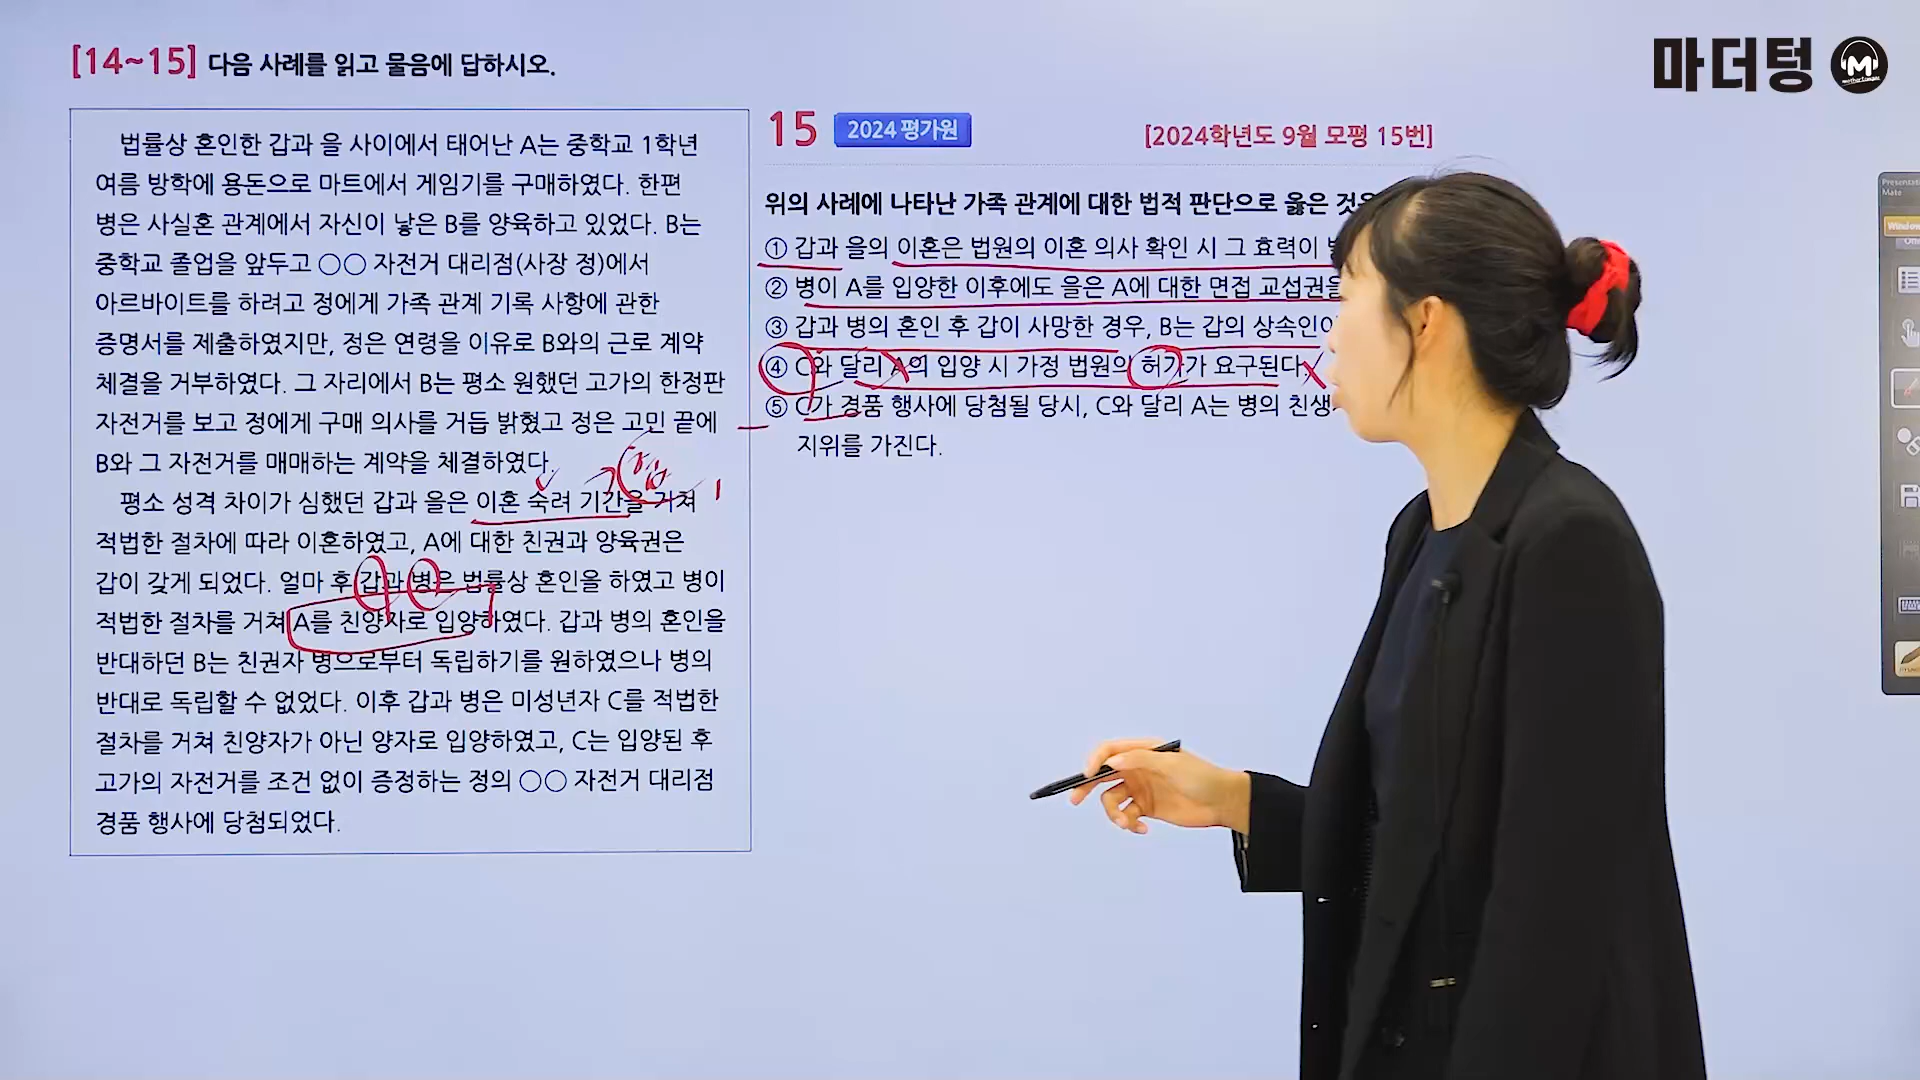 [14~15] 다음 사례를 읽고 물음에 답하시오.
마더텅
법률상 혼인한 갑과 을 사이에서 태어난 A는 중학교 1학년
여름 방학에 용돈으로 마트에서 게임기를 구매하였다. 한편
병은 사실혼 관계에서 자신이 낳은 B를 양육하고 있었다. B는
중학교 졸업을 앞두고 ○○ 자전거 대리점(사장 정)에서
아르바이트를 하려고 정에게 가족 관계 기록 사항에 관한
증명서를 제출하였지만, 정은 연령을 이유로 B와의 근로 계약
체결을 거부하였다. 그 자리에서 B는 평소 원했던 고가의 한정판
자전거를 보고 정에게 구매 의사를 거듭 밝혔고 정은 고민 끝에
B와 그 자전거를 매매하는 계약을 체결하였다.
평소 성격 차이가 심했던 갑과 을은 이혼 숙려 기간을 거쳐
적법한 절차에 따라 이혼하였고, A에 대한 친권과 양육권은
갑이 갖게 되었다. 얼마 후 갑과 병은 법률상 혼인을 하였고 병이
적법한 절차를 거쳐 A를 친양자로 입양하였다. 갑과 병의 혼인을
반대하던 B는 친권자 병으로부터 독립하기를 원하였으나 병의
반대로 독립할 수 없었다. 이후 갑과 병은 미성년자 C를 적법한
절차를 거쳐 친양자가 아닌 양자로 입양하였고, C는 입양된 후
고가의 자전거를 조건 없이 증정하는 정의 ○○ 자전거 대리점
경품 행사에 당첨되었다.
15 2024 평가원 [2024학년도 9월 모평 15번]
위의 사례에 나타난 가족 관계에 대한 법적 판단으로 옳은 것은
① 갑과 을의 이혼은 법원의 이혼 의사 확인 시 그 효력이
② 병이 A를 입양한 이후에도 을은 A에 대한 면접 교섭권을
③ 갑과 병의 혼인 후 갑이 사망한 경우, B는 갑의 상속인이
④ C와 달리 A의 입양 시 가정 법원의 허가가 요구된다.
⑤ C가 경품 행사에 당첨될 당시, C와 달리 A는 병의 친생
지위를 가진다.